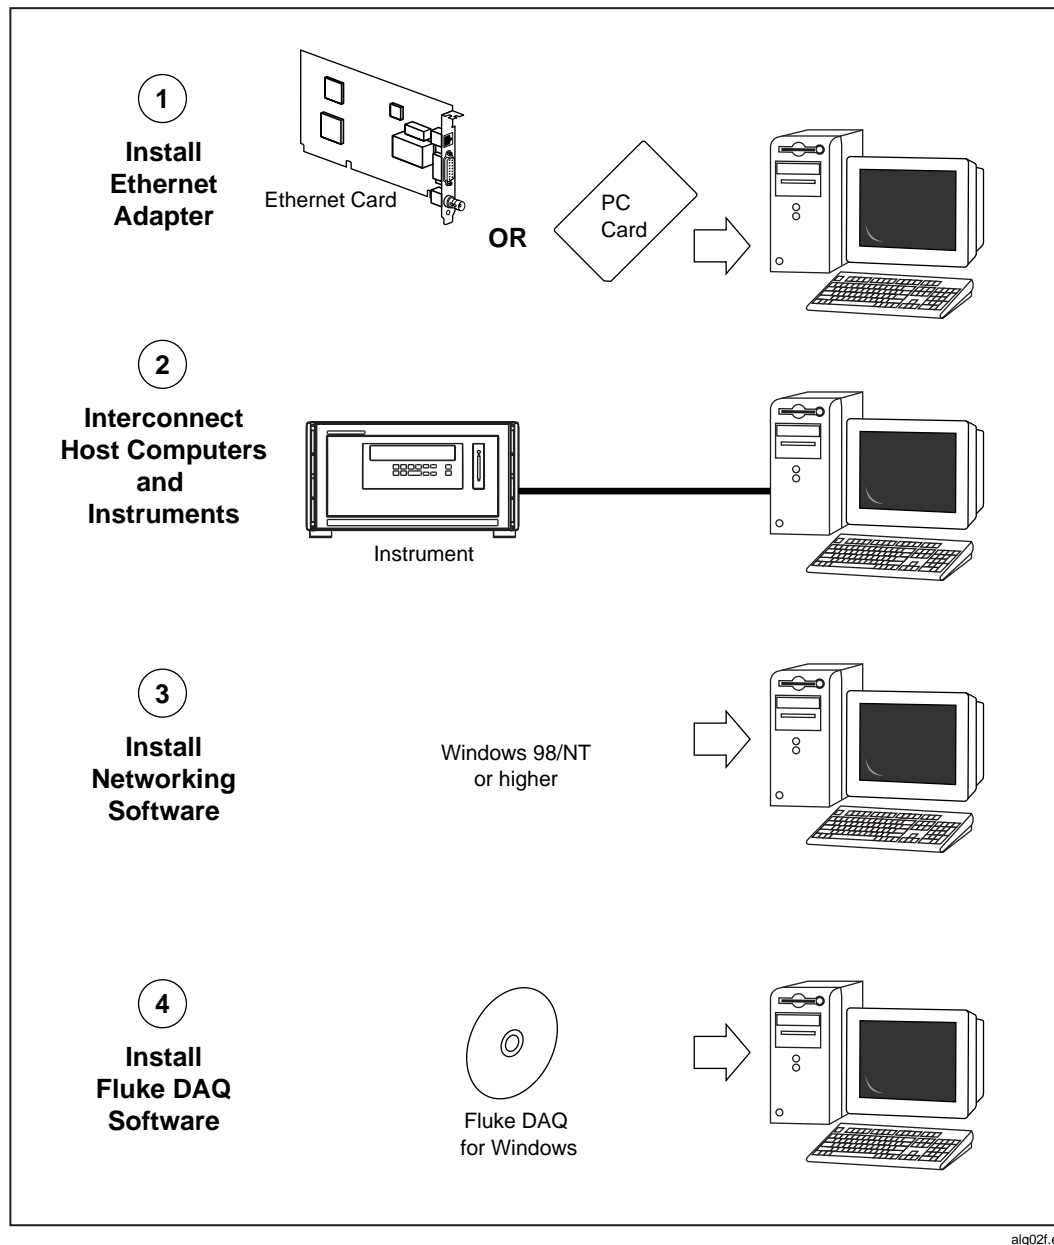 1
Install
Ethernet
Adapter
Ethernet Card
OR
PC
Card
2
Interconnect
Host Computers
and
Instruments
Instrument
3
Install
Networking
Software
Windows 98/NT
or higher
4
Install
Fluke DAQ
Software
Fluke DAQ
for Windows
alg02f.e